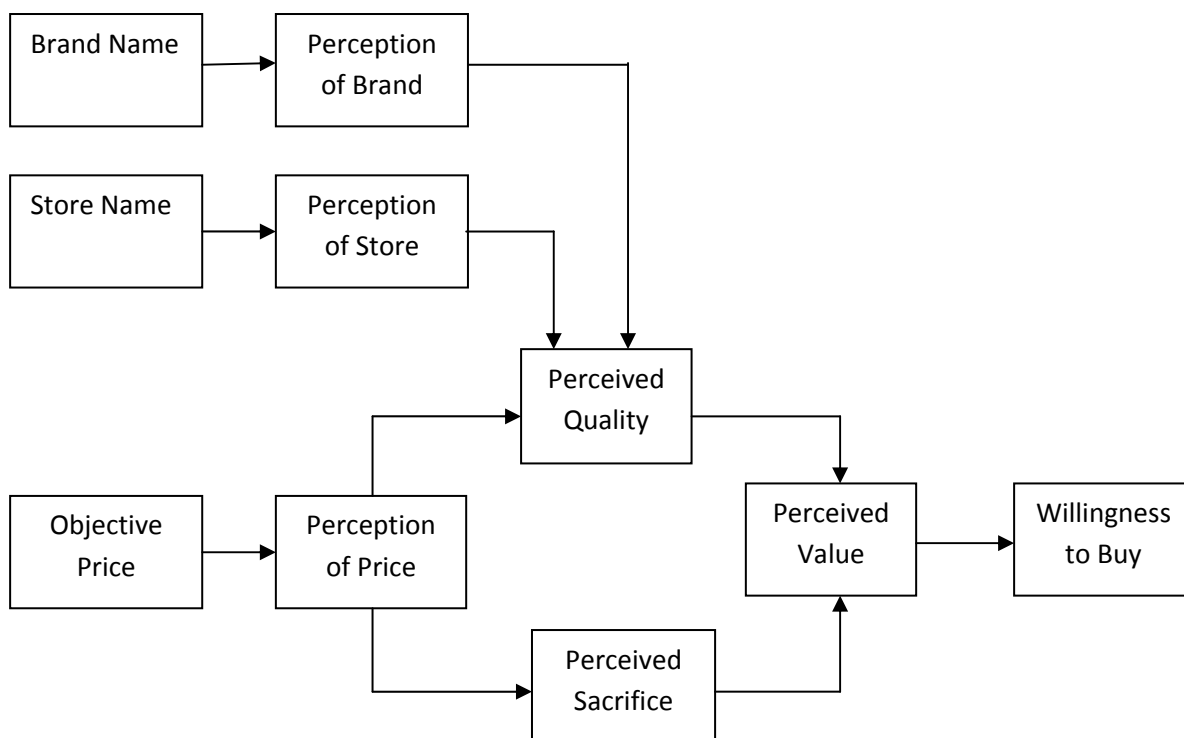 Brand Name
Perception
of Brand
Store Name
Perception
of Store
Perceived
Quality
Objective
Price
Perception
of Price
Perceived
Value
Willingness
to Buy
Perceived
Sacrifice